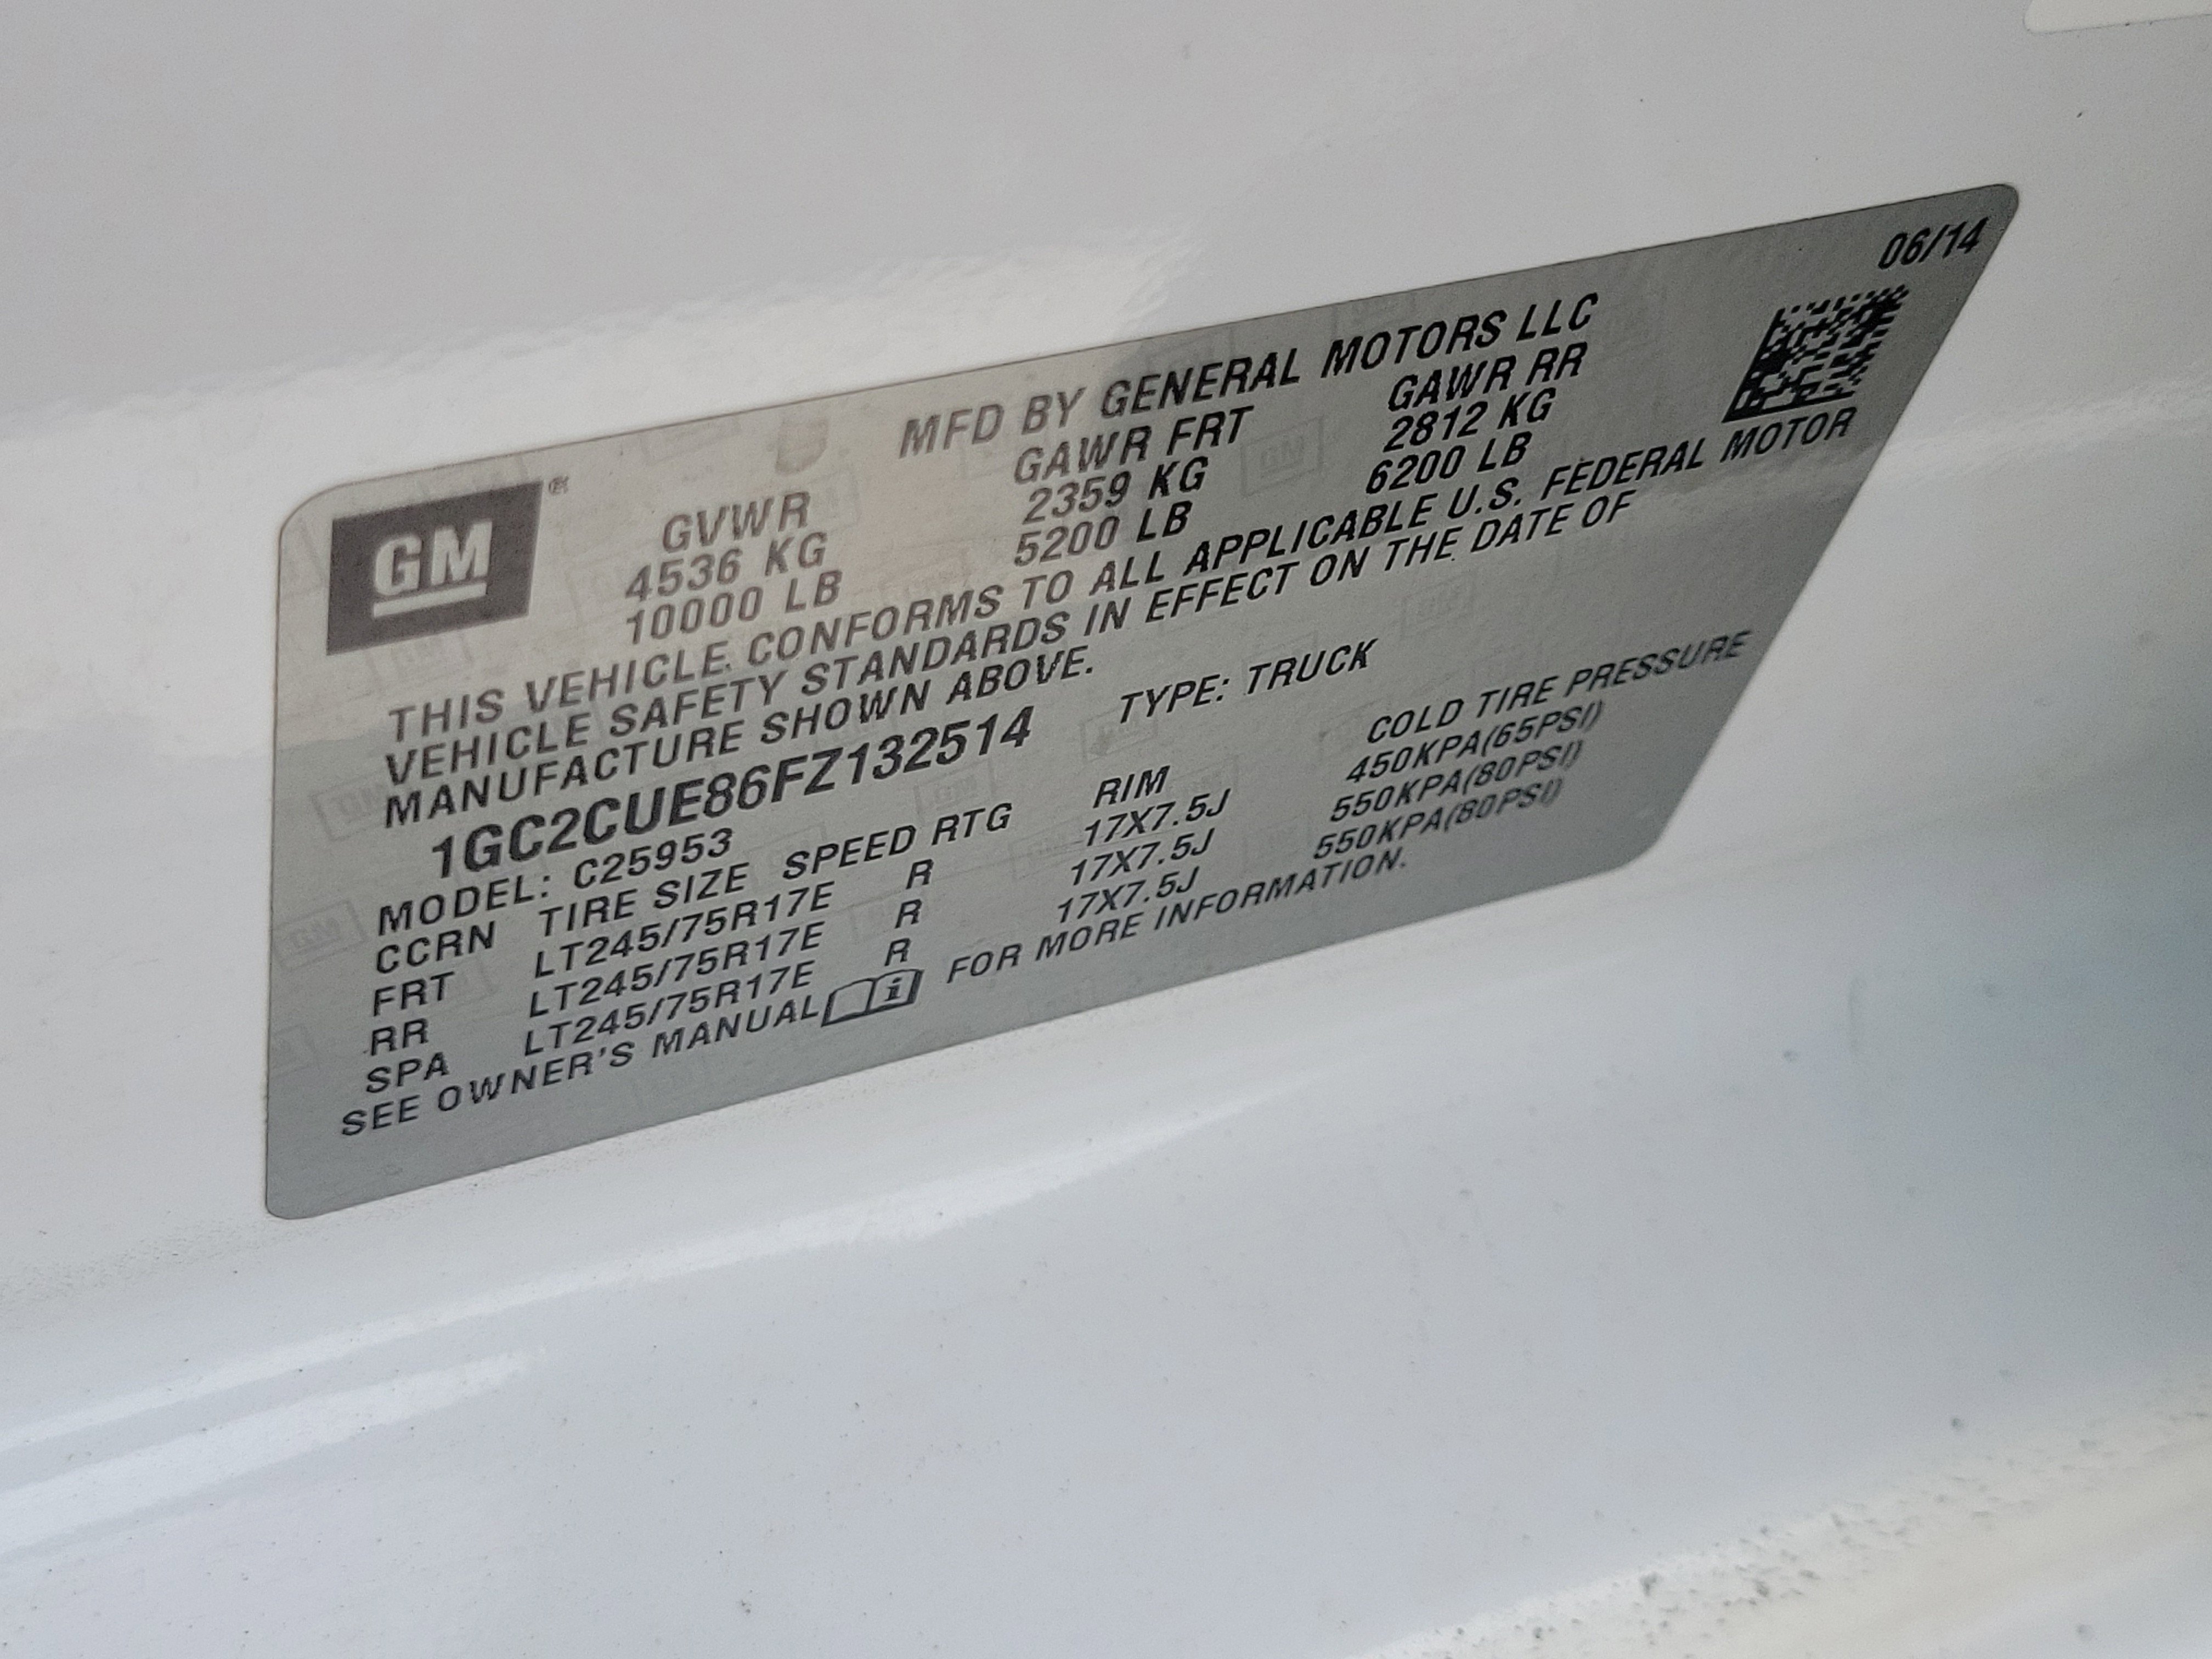 06/14
MFD BY GENERAL MOTORS LLC
GM®
GVWR GAWR FRT GAWR RR
4536 KG 2359 KG 2812 KG
10000 LB 5200 LB 6200 LB
THIS VEHICLE CONFORMS TO ALL APPLICABLE U.S. FEDERAL MOTOR
VEHICLE SAFETY STANDARDS IN EFFECT ON THE DATE OF
MANUFACTURE SHOWN ABOVE.
1GC2CUE86FZ132514 TYPE: TRUCK
MODEL: C25953
CCRN TIRE SIZE SPEED RTG RIM COLD TIRE PRESSURE
FRT LT245/75R17E R 17X7.5J 450KPA(65PSI)
RR LT245/75R17E R 17X7.5J 550KPA(80PSI)
SPA LT245/75R17E R 17X7.5J 550KPA(80PSI)
SEE OWNER'S MANUAL FOR MORE INFORMATION.